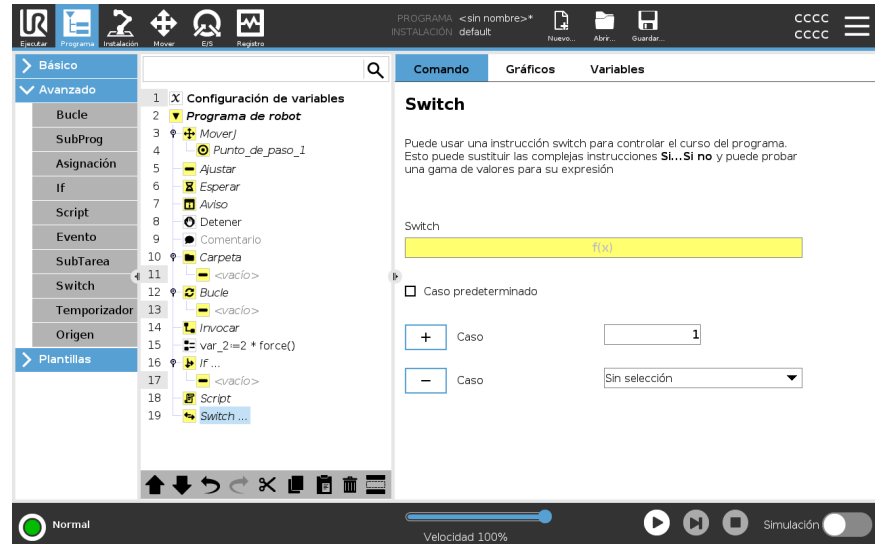 UR
PROGRAMA <sin nombre>*
INSTALACIÓN default
Ejecutar Programa Instalación Mover E/S Registro
Nuevo... Abrir... Guardar...
CCCC
CCCC
Básico
Avanzado
Bucle
SubProg
Asignación
If
Script
Evento
SubTarea
Switch
Temporizador
Origen
Plantillas
1 X Configuración de variables
2 Programa de robot
3 MoverJ
4 Punto_de_paso_1
5 Ajustar
6 Esperar
7 Aviso
8 Detener
9 Comentario
10 Carpeta
11 <vacío>
12 Bucle
13 <vacío>
14 Invocar
15 var_2:=2 * force()
16 If ...
17 <vacío>
18 Script
19 Switch ...
Comando Gráficos Variables
Switch
Puede usar una instrucción switch para controlar el curso del programa.
Esto puede sustituir las complejas instrucciones Si...Si no y puede probar
una gama de valores para su expresión
Switch
f(x)
Caso predeterminado
+ Caso 1
− Caso Sin selección
Normal
Velocidad 100%
Simulación